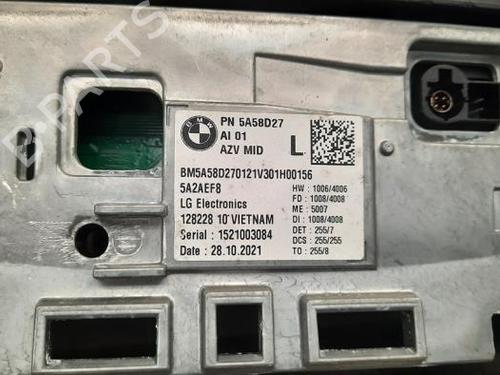 BMW
PN 5A58D27
AI 01
AZV MID
L
BM5A58D270121V301H00156
5A2AEF8
LG Electronics
128228 10 VIETNAM
Serial : 1521003084
Date : 28.10.2021
HW : 1006/4006
FD : 1008/4008
ME : 5007
DI : 1008/4008
DET : 255/7
DCS : 255/255
TO : 255/8
B-Parts